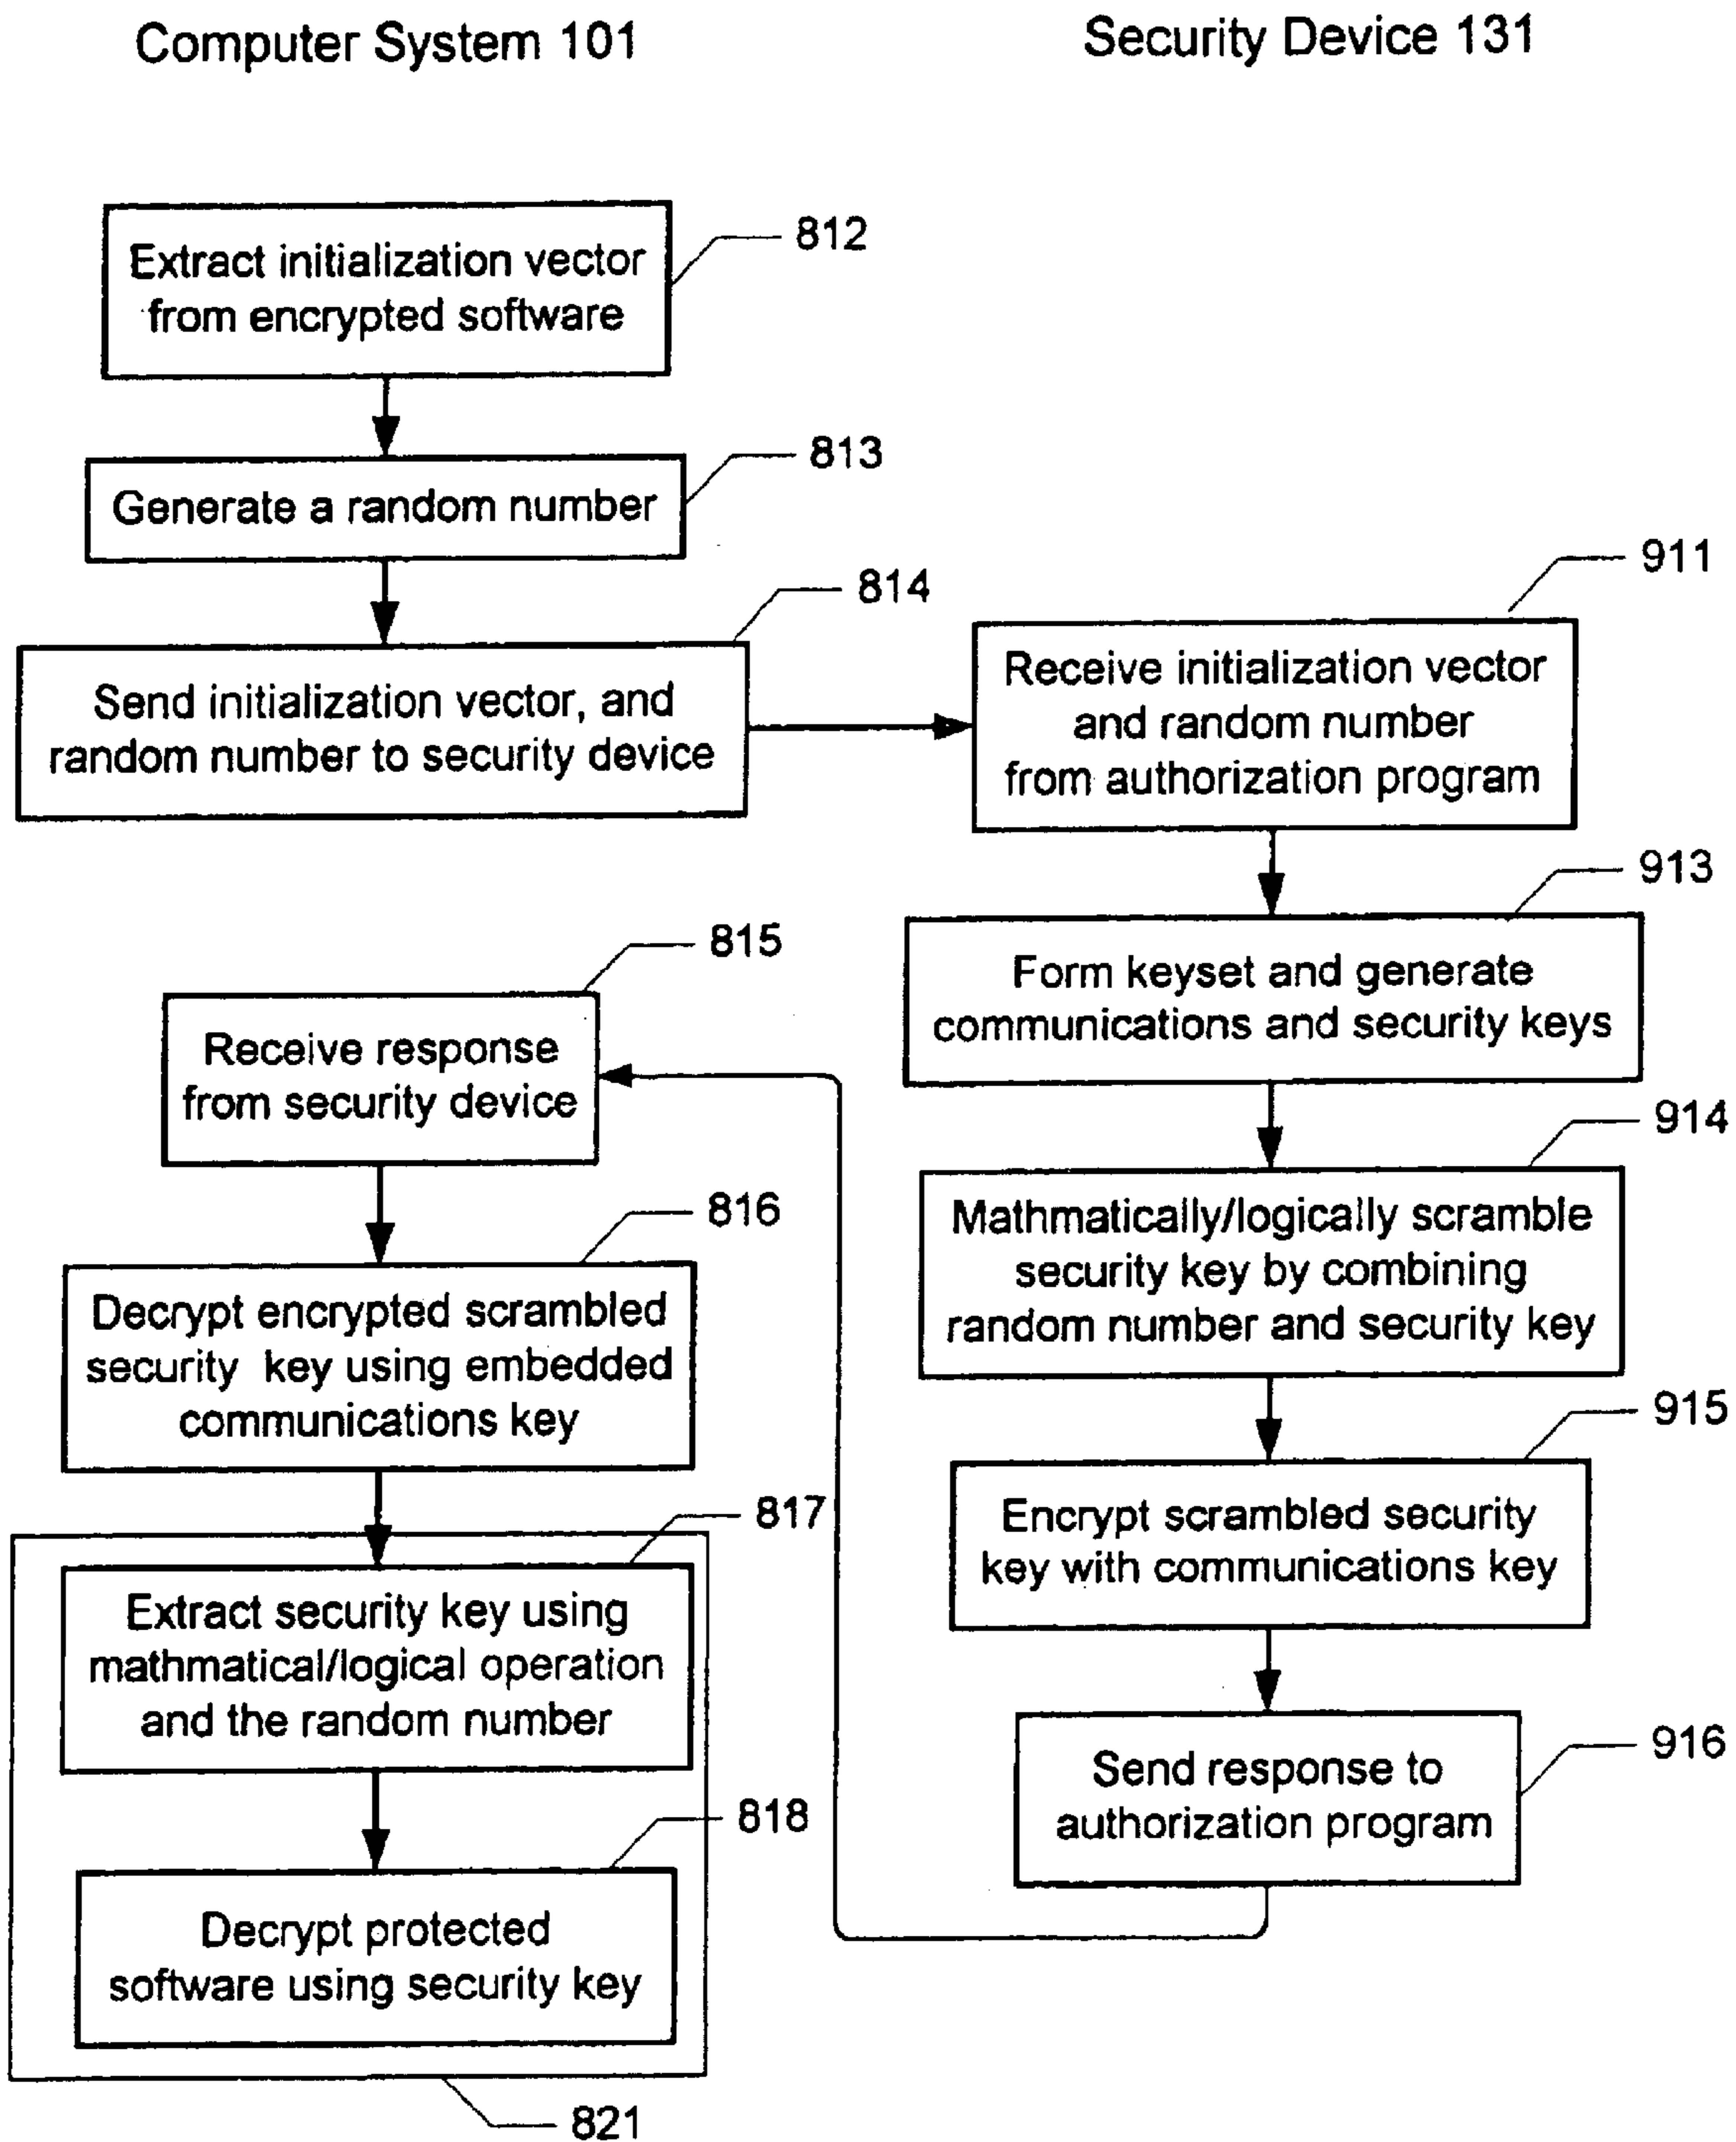 Computer System 101
Security Device 131
812
Extract initialization vector
from encrypted software
813
Generate a random number
814
Send initialization vector, and
random number to security device
911
Receive initialization vector
and random number
from authorization program
913
Form keyset and generate
communications and security keys
914
Mathmatically/logically scramble
security key by combining
random number and security key
915
Encrypt scrambled security
key with communications key
916
Send response to
authorization program
815
Receive response
from security device
816
Decrypt encrypted scrambled
security key using embedded
communications key
817
Extract security key using
mathmatical/logical operation
and the random number
818
Decrypt protected
software using security key
821